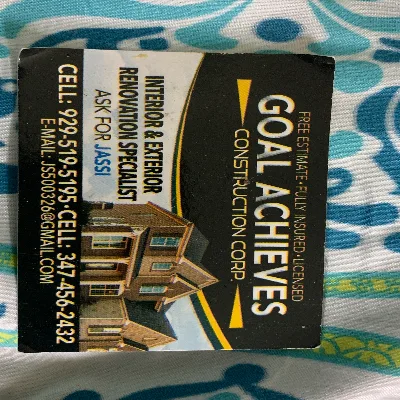 FREE ESTIMATE•FULLY INSURED•LICENSED
GOAL ACHIEVES
CONSTRUCTION CORP.
INTERIOR & EXTERIOR
RENOVATION SPECIALIST
ASK FOR JASSI
CELL: 929-519-5195•CELL: 347-456-2432
E-MAIL: JS500326@GMAIL.COM